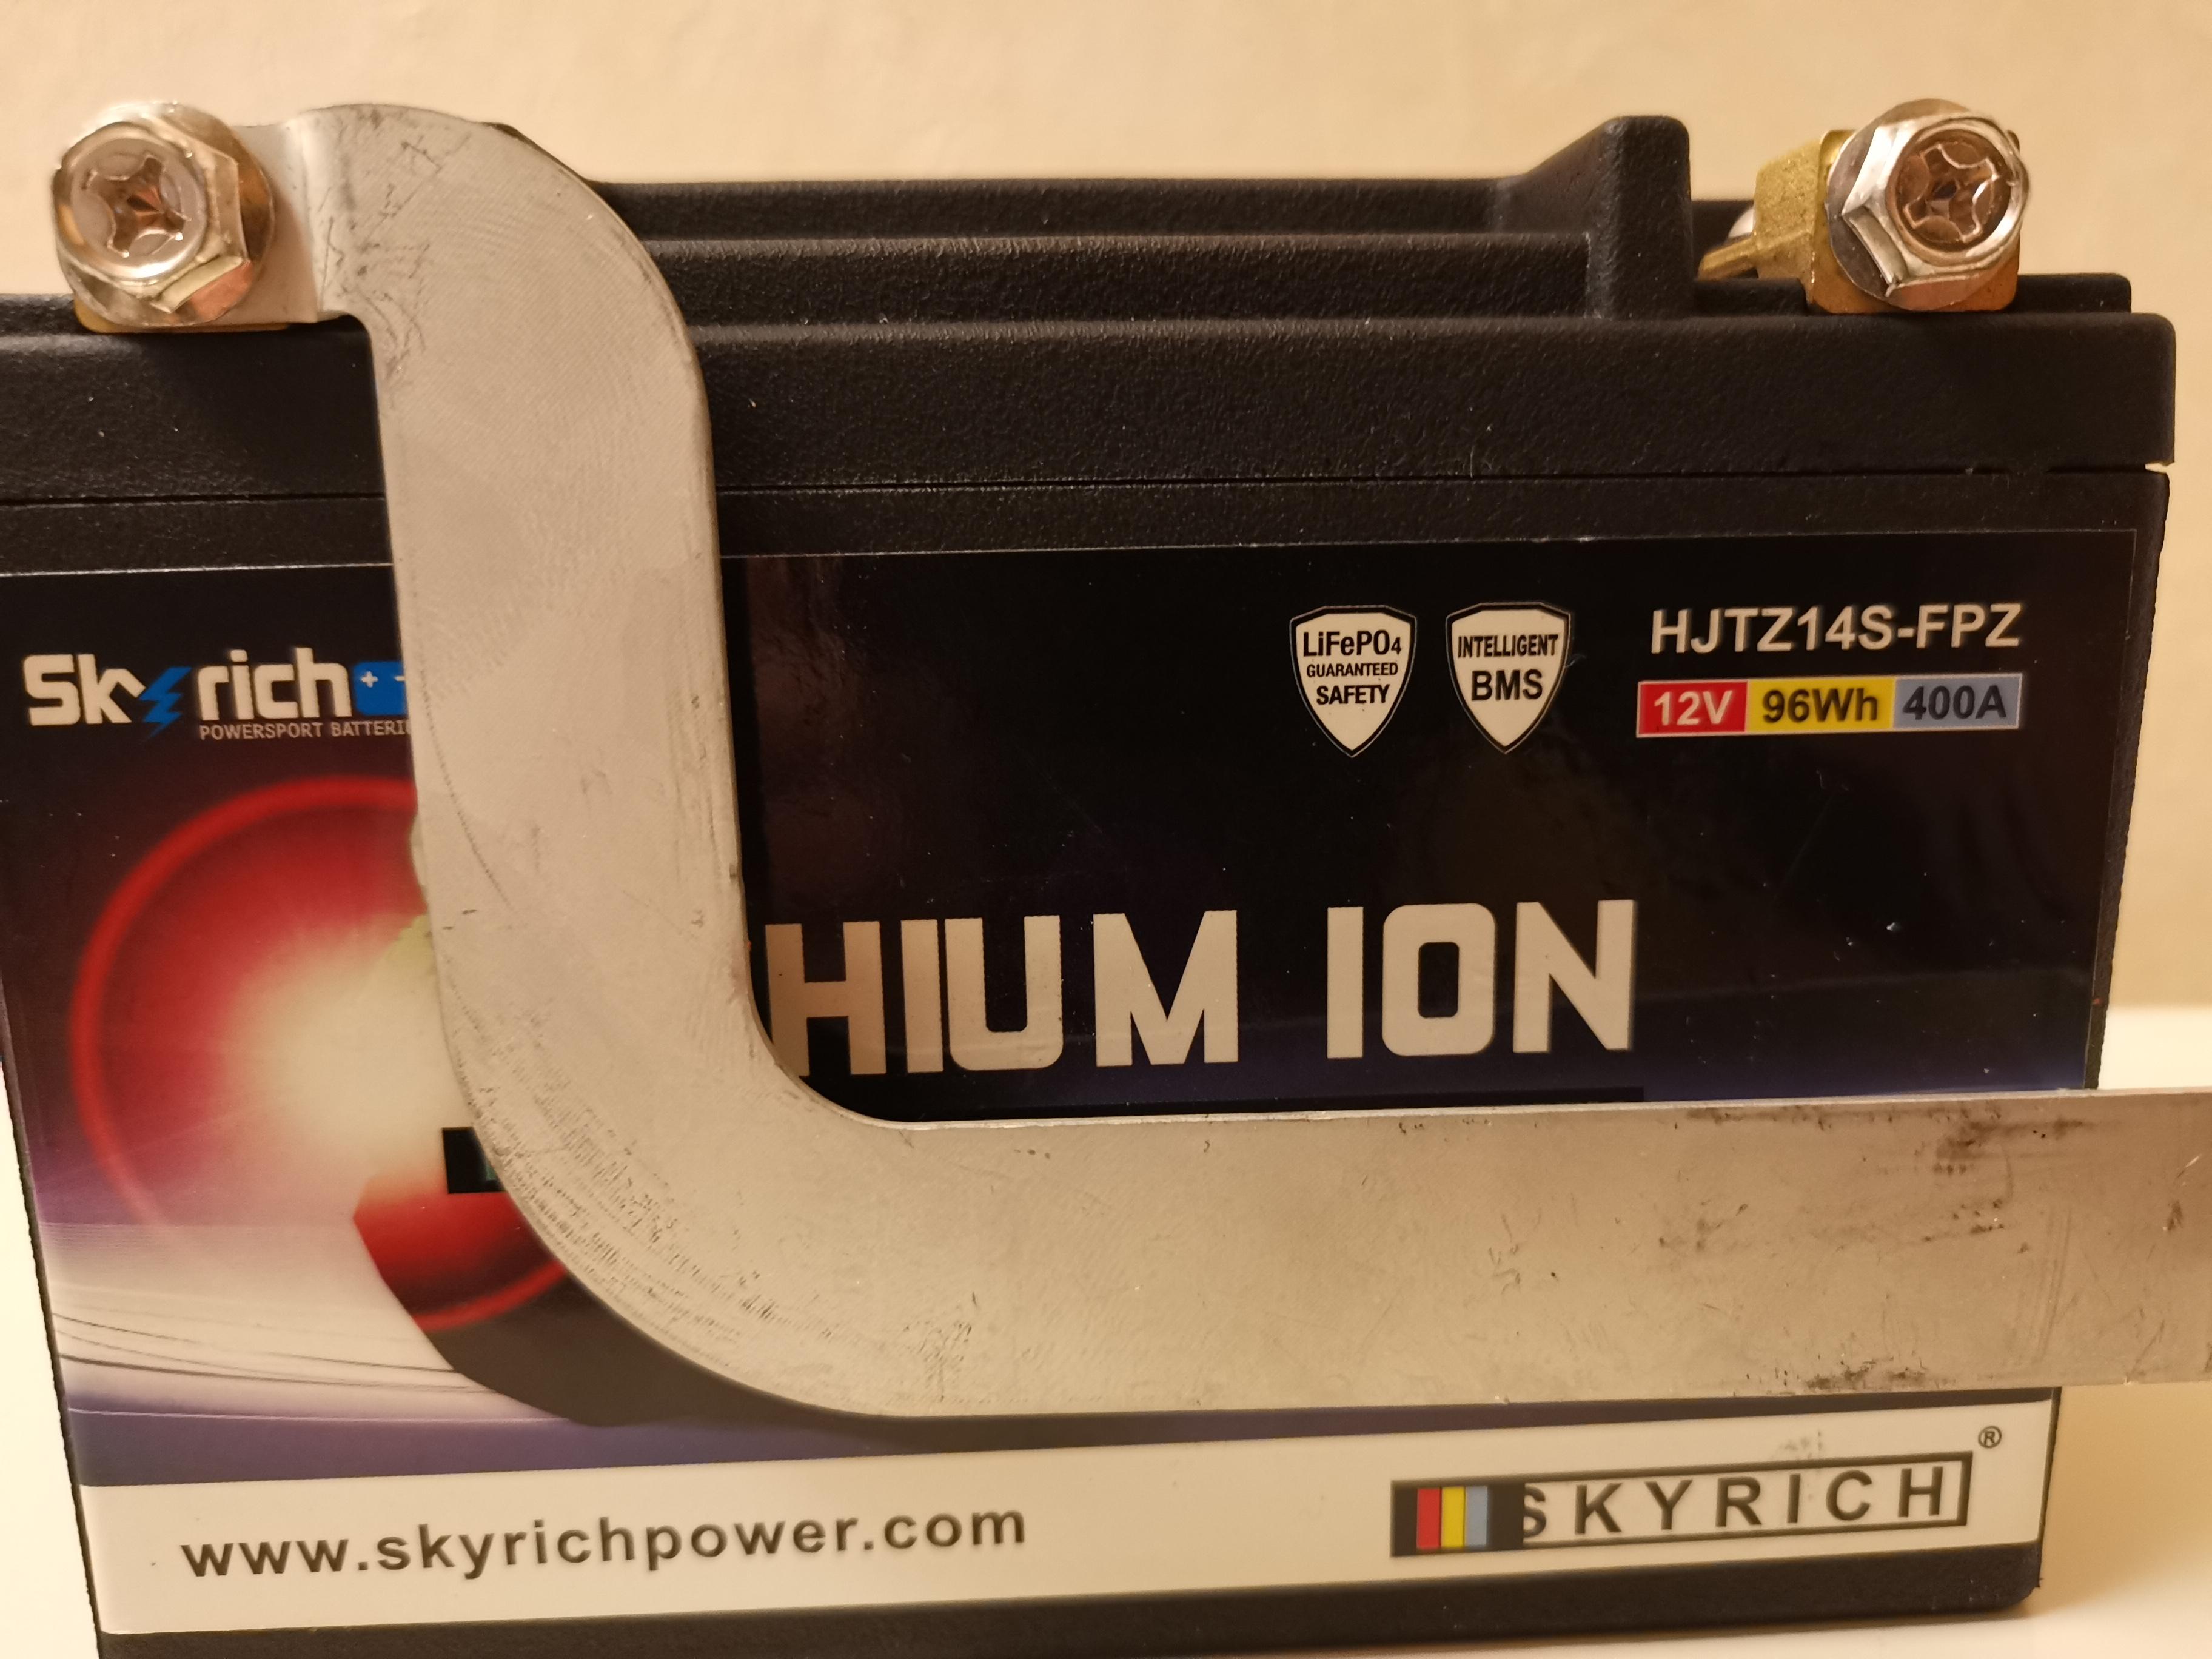 LiFePO4
GUARANTEED
SAFETY
INTELLIGENT
BMS
HJTZ14S-FPZ
12V 96Wh 400A
Skyrich + -
POWERSPORT BATTERI
HIUM ION
www.skyrichpower.com
SKYRICH ®